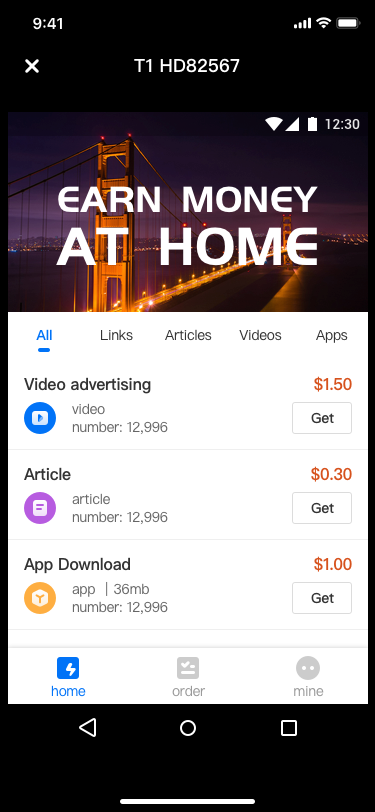 9:41
T1 HD82567
12:30
EARN MONEY
AT HOME
All Links Articles Videos Apps
Video advertising $1.50
video
number: 12,996
Get
Article $0.30
article
number: 12,996
Get
App Download $1.00
app | 36mb
number: 12,996
Get
home order mine